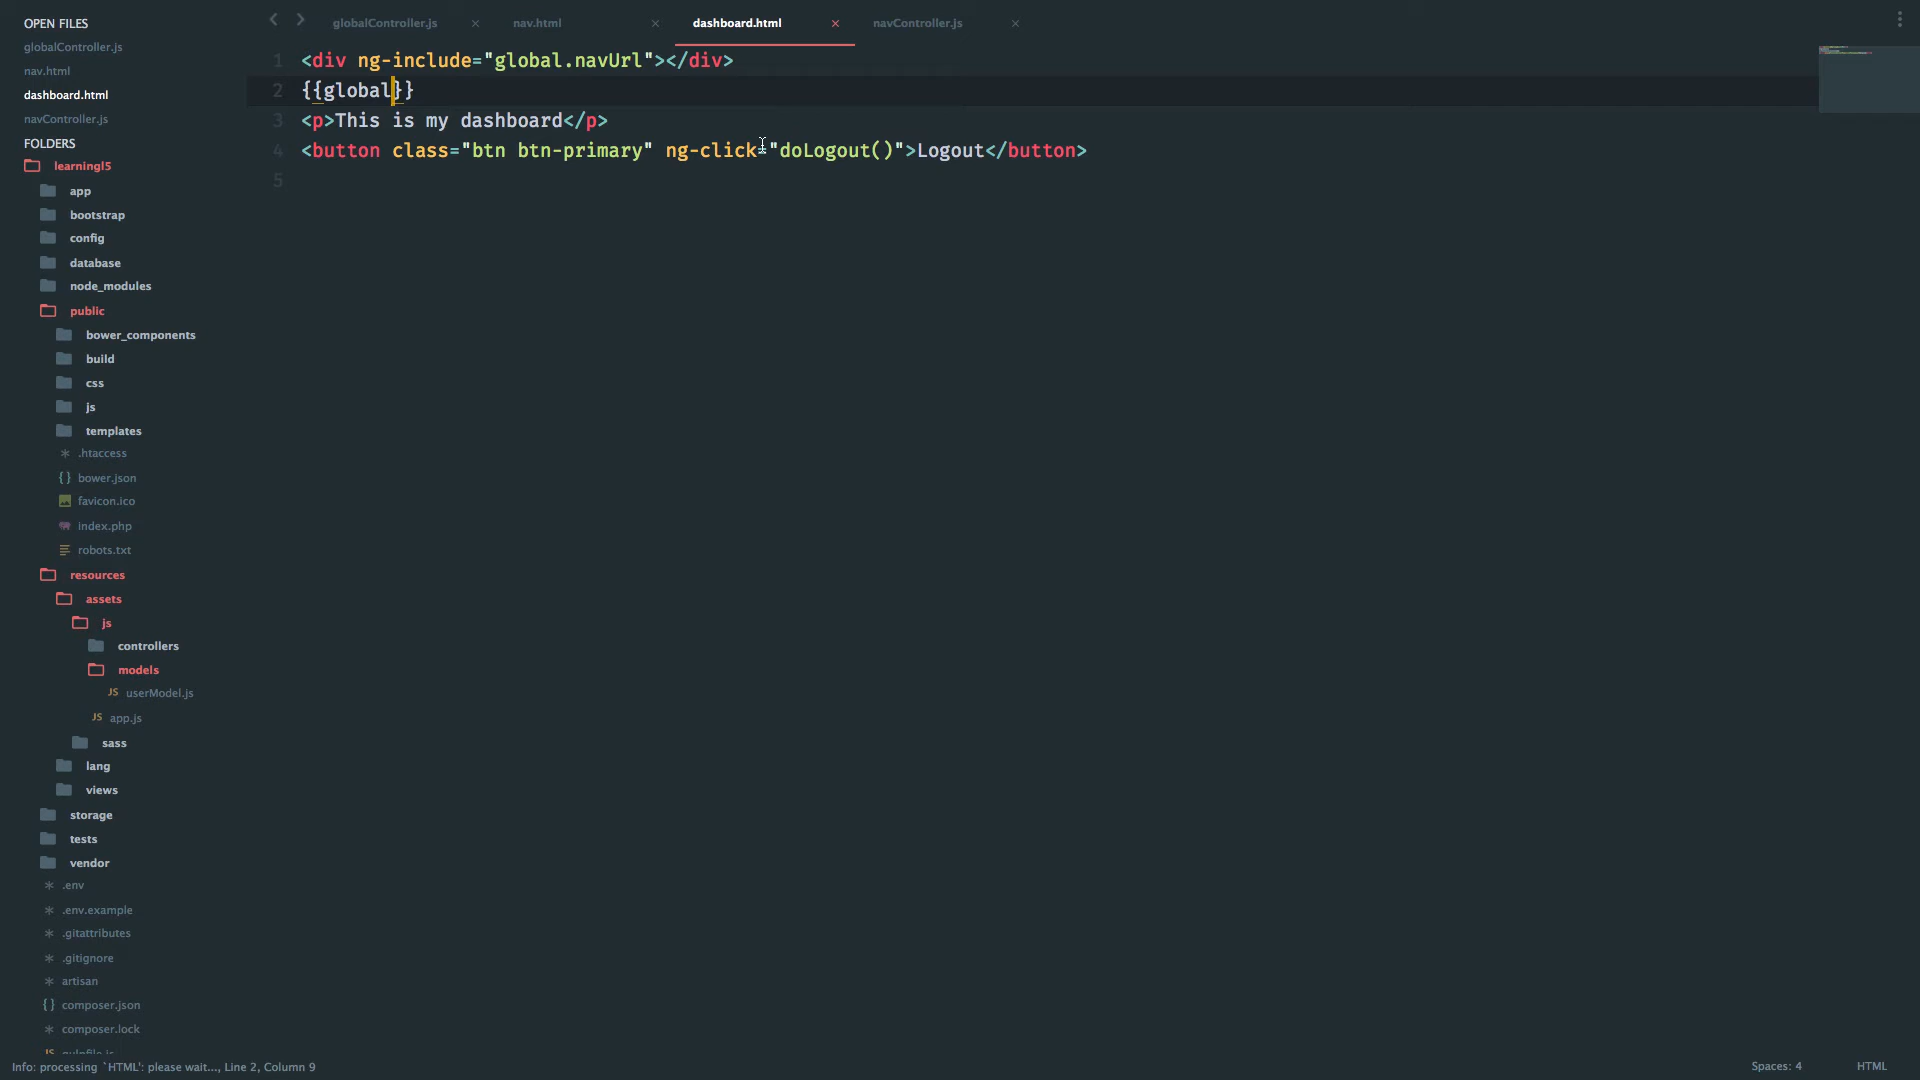 OPEN FILES
globalController.js
nav.html
dashboard.html
navController.js
FOLDERS
learningl5
app
bootstrap
config
database
node_modules
public
bower_components
build
css
js
templates
.htaccess
bower.json
favicon.ico
index.php
robots.txt
resources
assets
js
controllers
models
userModel.js
app.js
sass
lang
views
storage
tests
vendor
.env
.env.example
.gitattributes
.gitignore
artisan
composer.json
composer.lock
gulpfile.js
globalController.js nav.html dashboard.html navController.js
1 <div ng-include="global.navUrl"></div>
2 {{global}}
3 <p>This is my dashboard</p>
4 <button class="btn btn-primary" ng-click="doLogout()">Logout</button>
5
Info: processing `HTML': please wait..., Line 2, Column 9
Spaces: 4 HTML